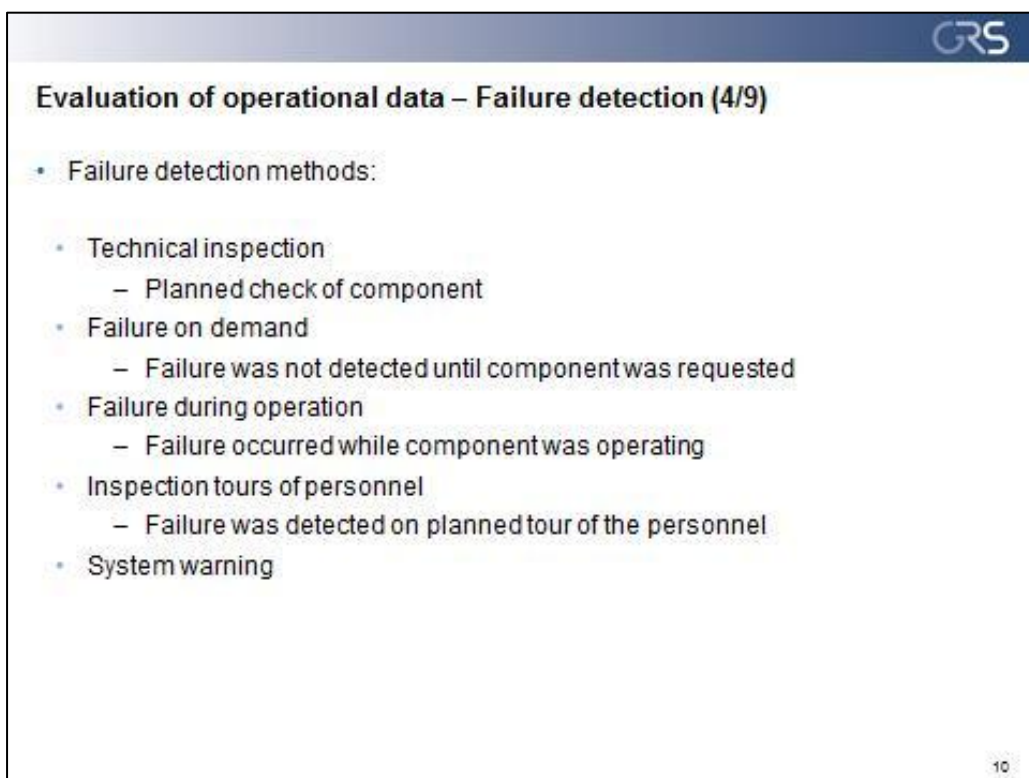 GRS
Evaluation of operational data – Failure detection (4/9)
• Failure detection methods:
• Technical inspection
– Planned check of component
• Failure on demand
– Failure was not detected until component was requested
• Failure during operation
– Failure occurred while component was operating
• Inspection tours of personnel
– Failure was detected on planned tour of the personnel
• System warning
10